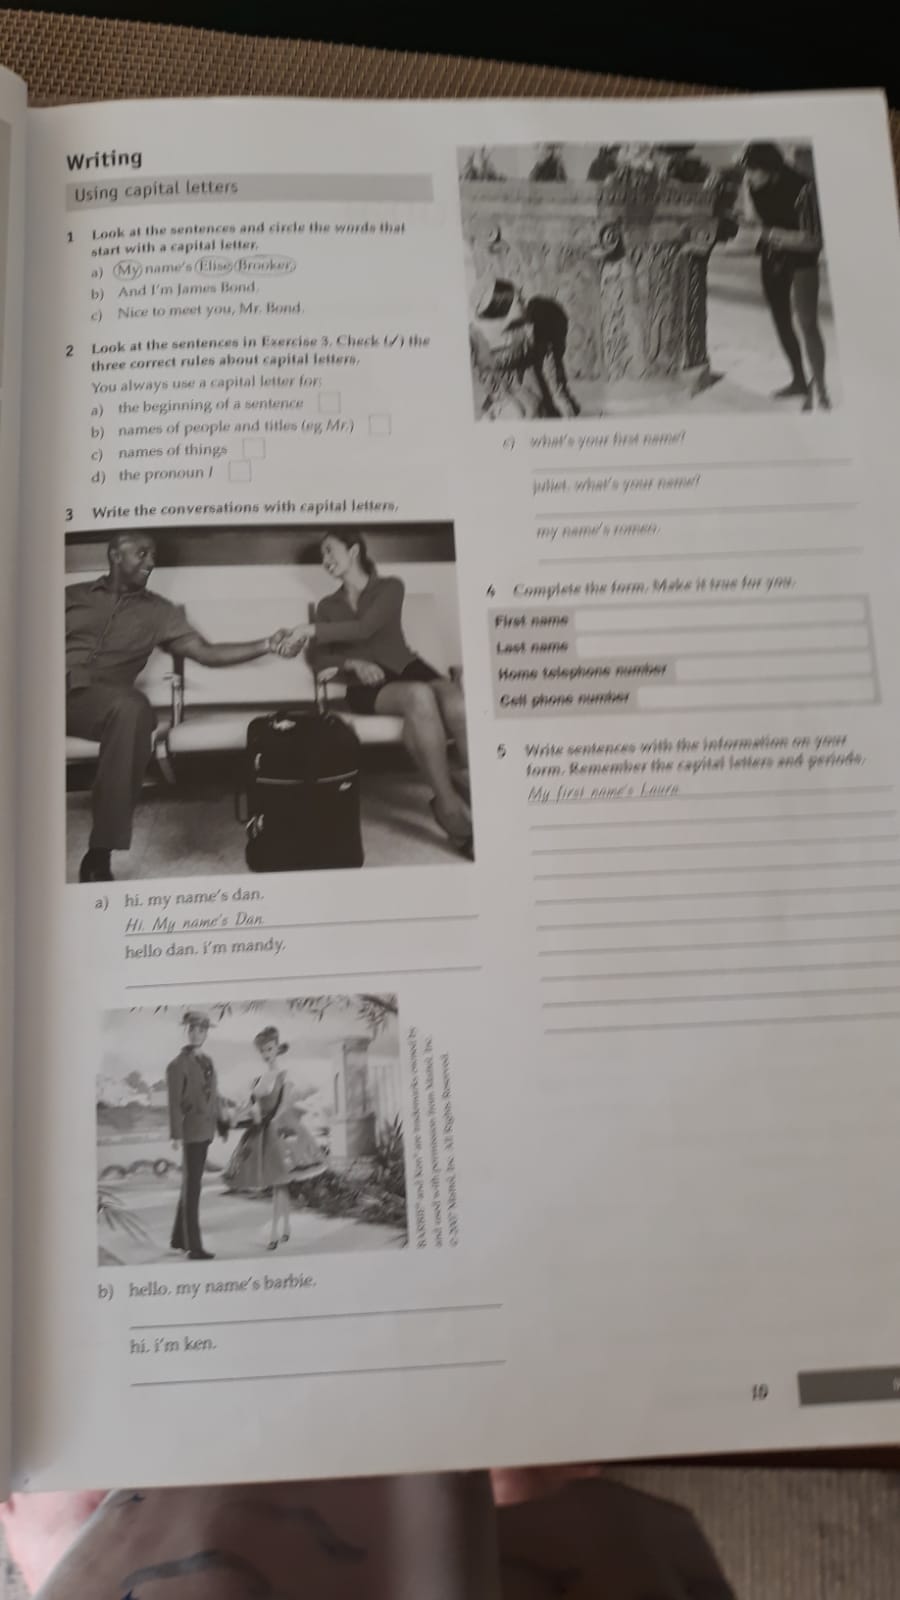 Writing
Using capital letters
1 Look at the sentences and circle the words that
start with a capital letter.
a) My name's Elise Brooker.
b) And I'm James Bond.
c) Nice to meet you, Mr. Bond.
2 Look at the sentences in Exercise 3. Check (✓) the
three correct rules about capital letters.
You always use a capital letter for:
a) the beginning of a sentence
b) names of people and titles (eg Mr.)
c) names of things
d) the pronoun I
3 Write the conversations with capital letters.
a) hi. my name's dan.
Hi. My name's Dan.
hello dan. i'm mandy.
BARBIE® and Ken® are trademarks owned by
and used with permission from Mattel, Inc.
© 2007 Mattel, Inc. All Rights Reserved.
b) hello. my name's barbie.
hi. i'm ken.
c) what's your first name?
juliet. what's your name?
my name's romeo.
4 Complete the form. Make it true for you.
First name
Last name
Home telephone number
Cell phone number
5 Write sentences with the information on your
form. Remember the capital letters and periods.
My first name's Laura.